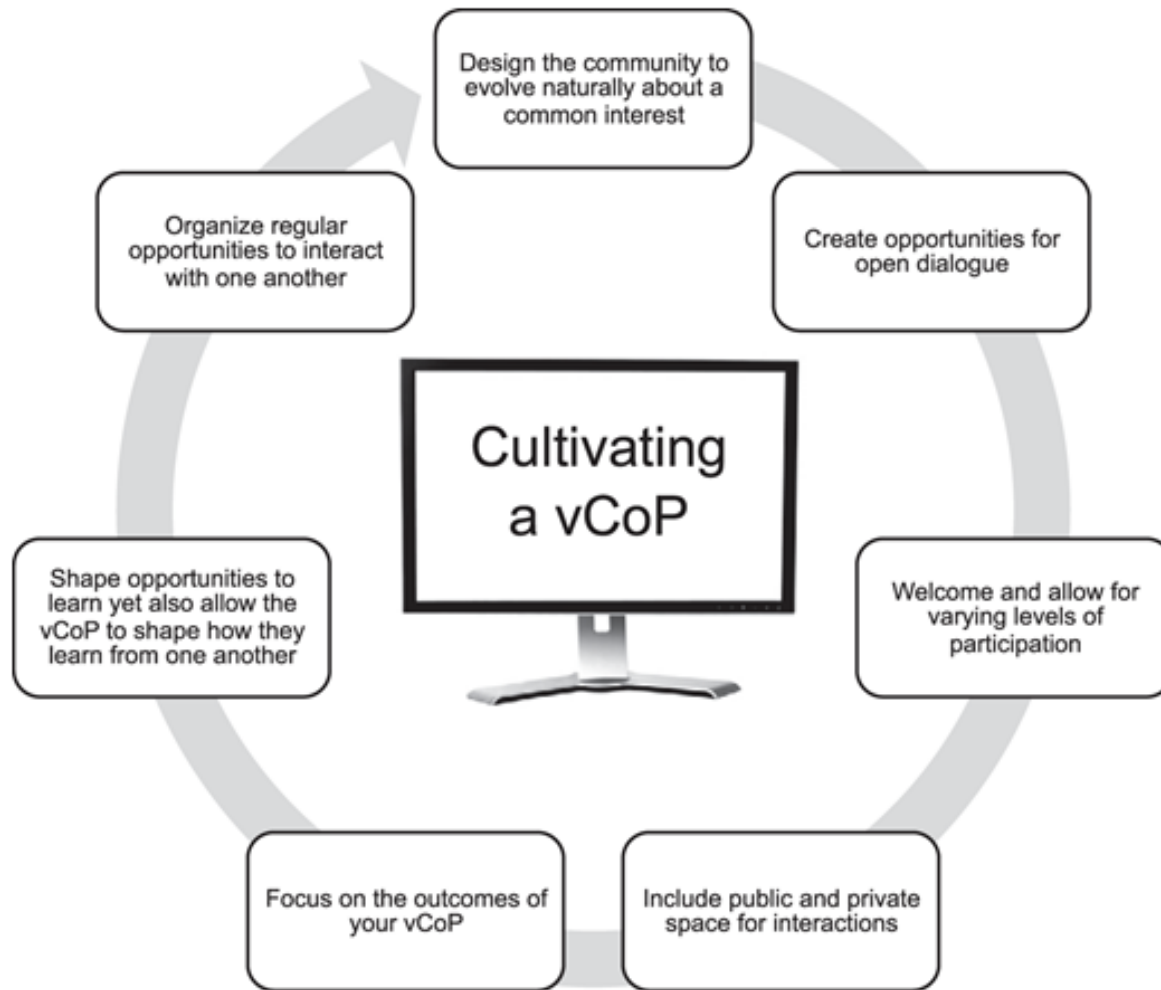 Design the community to
evolve naturally about a
common interest
Create opportunities for
open dialogue
Welcome and allow for
varying levels of
participation
Include public and private
space for interactions
Focus on the outcomes of
your vCoP
Shape opportunities to
learn yet also allow the
vCoP to shape how they
learn from one another
Organize regular
opportunities to interact
with one another
Cultivating
a vCoP